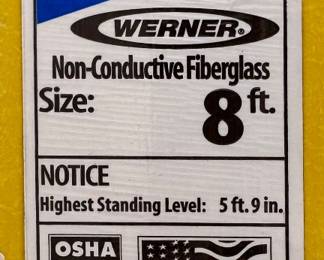 WERNER®
Non-Conductive Fiberglass
Size: 8 ft.
NOTICE
Highest Standing Level: 5 ft. 9 in.
OSHA